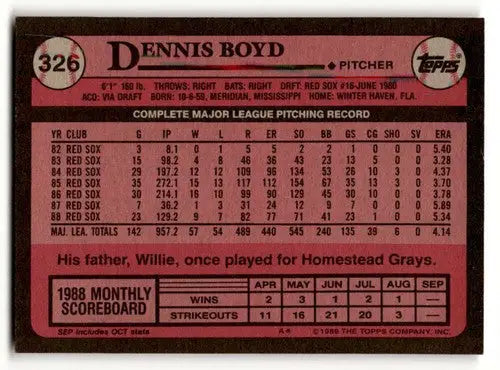 326
DENNIS BOYD
PITCHER
Topps
6'1" 160 lb. THROWS: RIGHT BATS: RIGHT DRFT: RED SOX #16-JUNE 1980
ACQ: VIA DRAFT BORN: 10-6-59, MERIDIAN, MISSISSIPPI HOME: WINTER HAVEN, FLA.
COMPLETE MAJOR LEAGUE PITCHING RECORD
YR CLUB G IP W L R ER SO BB GS CG SHO SV ERA
82 RED SOX 3 8.1 0 1 5 5 2 2 1 0 0 0 5.40
83 RED SOX 15 98.2 4 8 46 36 43 23 13 5 0 0 3.28
84 RED SOX 29 197.2 12 12 109 96 134 53 26 10 3 0 4.37
85 RED SOX 35 272.1 15 13 117 112 154 67 35 13 3 0 3.70
86 RED SOX 30 214.1 16 10 99 90 129 45 30 10 0 0 3.78
87 RED SOX 7 36.2 1 3 31 24 12 9 7 0 0 0 5.89
88 RED SOX 23 129.2 9 7 82 77 71 41 23 1 0 0 5.34
MAJ. LEA. TOTALS 142 957.2 57 54 489 440 545 240 135 39 6 0 4.14
His father, Willie, once played for Homestead Grays.
1988 MONTHLY SCOREBOARD
APR MAY JUN JUL AUG SEP
WINS 2 3 1 2 1 —
STRIKEOUTS 11 16 21 20 3 —
SEP includes OCT stats
A★ ©1989 THE TOPPS COMPANY, INC.